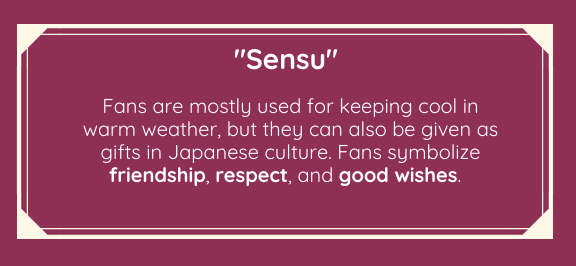 "Sensu"
Fans are mostly used for keeping cool in
warm weather, but they can also be given as
gifts in Japanese culture. Fans symbolize
friendship, respect, and good wishes.